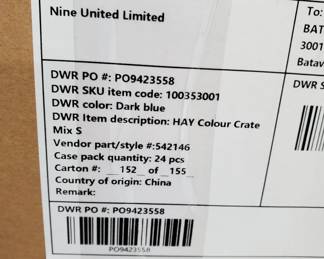 Nine United Limited
To:
BAT
3001
Batav
DWR PO #: PO9423558
DWR SKU item code: 100353001
DWR color: Dark blue
DWR Item description: HAY Colour Crate
Mix S
Vendor part/style #:542146
Case pack quantity: 24 pcs
Carton #: 152 of 155
Country of origin: China
Remark:
DWR S
DWR PO #: PO9423558
PO9423558